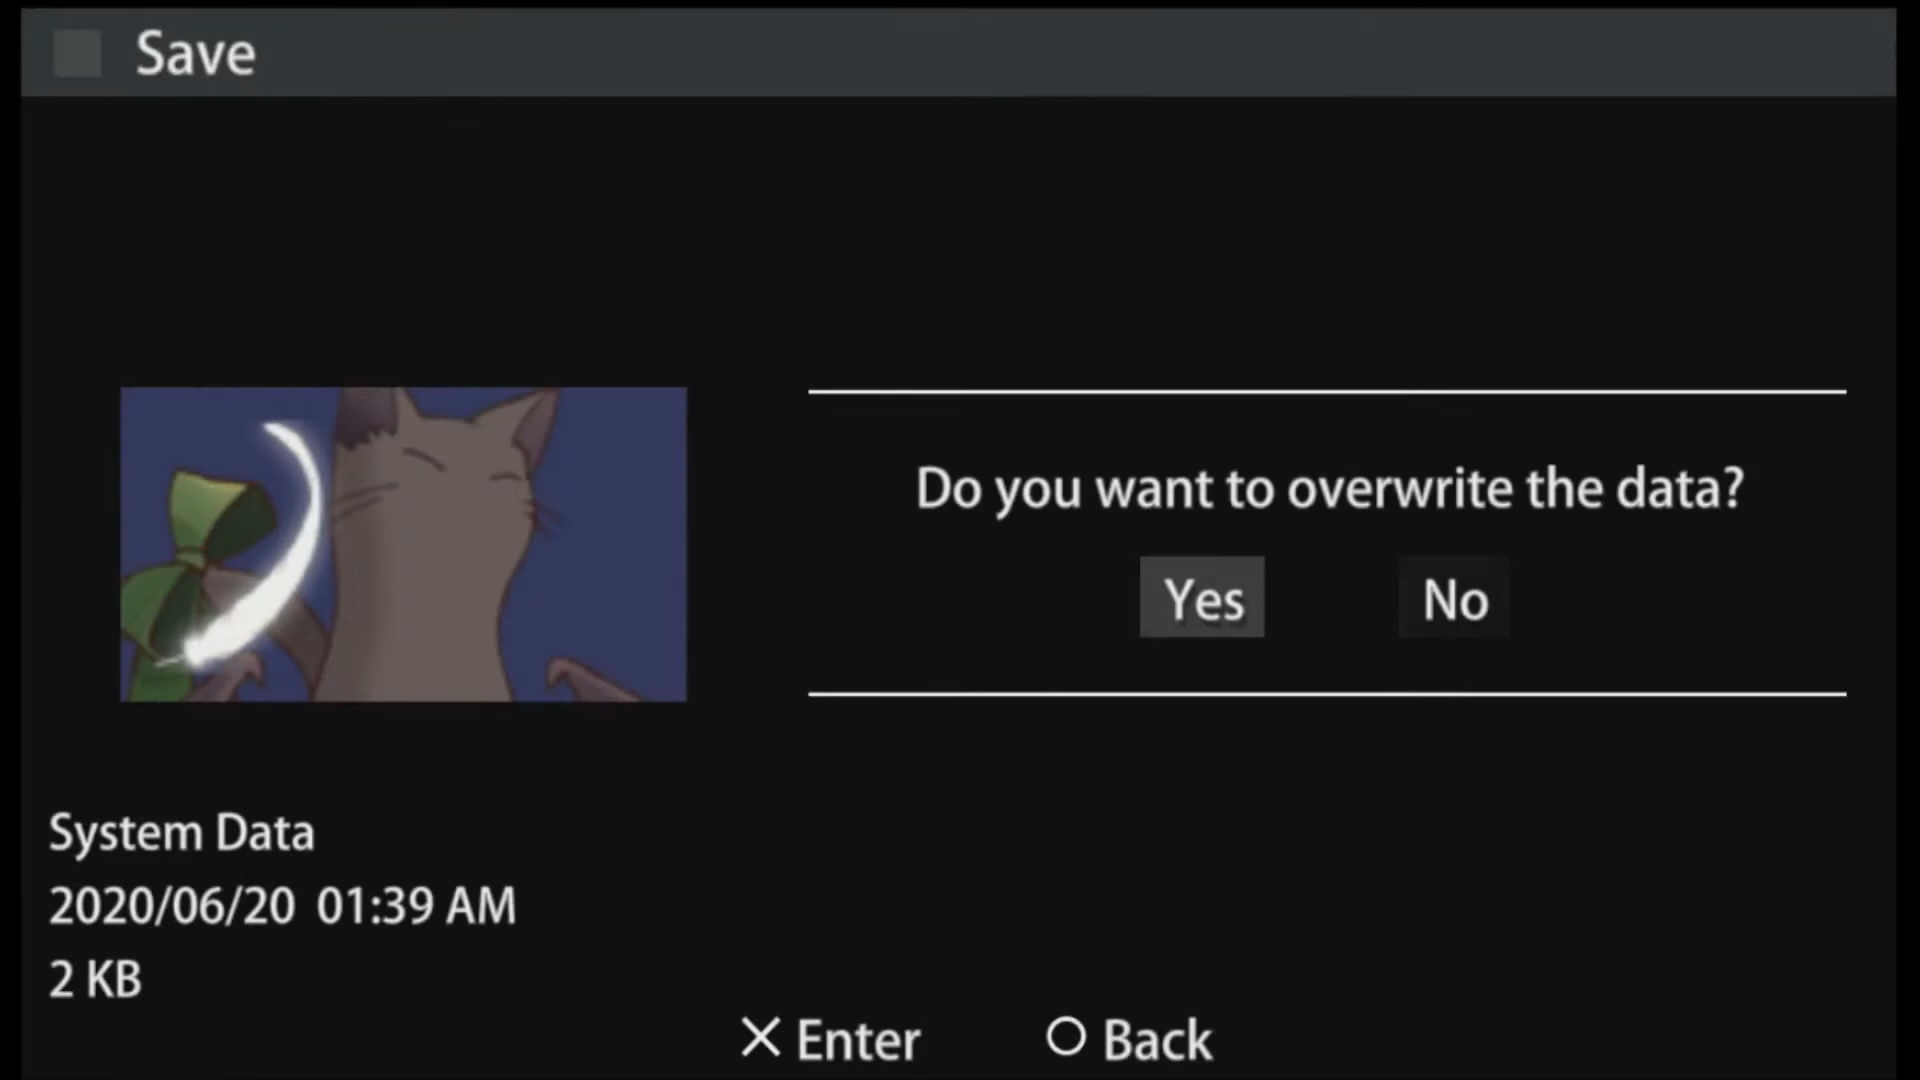 Save
Do you want to overwrite the data?
Yes No
System Data
2020/06/20 01:39 AM
2 KB
Enter Back